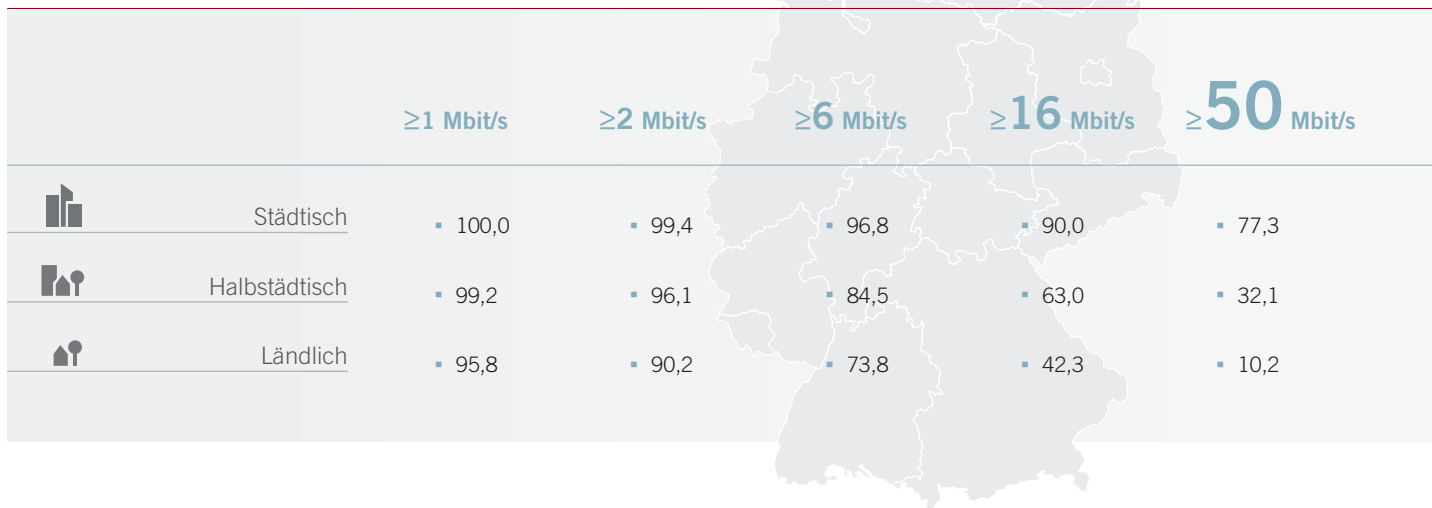 ≥1 Mbit/s ≥2 Mbit/s ≥6 Mbit/s ≥16 Mbit/s ≥50 Mbit/s
Städtisch 100,0 99,4 96,8 90,0 77,3
Halbstädtisch 99,2 96,1 84,5 63,0 32,1
Ländlich 95,8 90,2 73,8 42,3 10,2